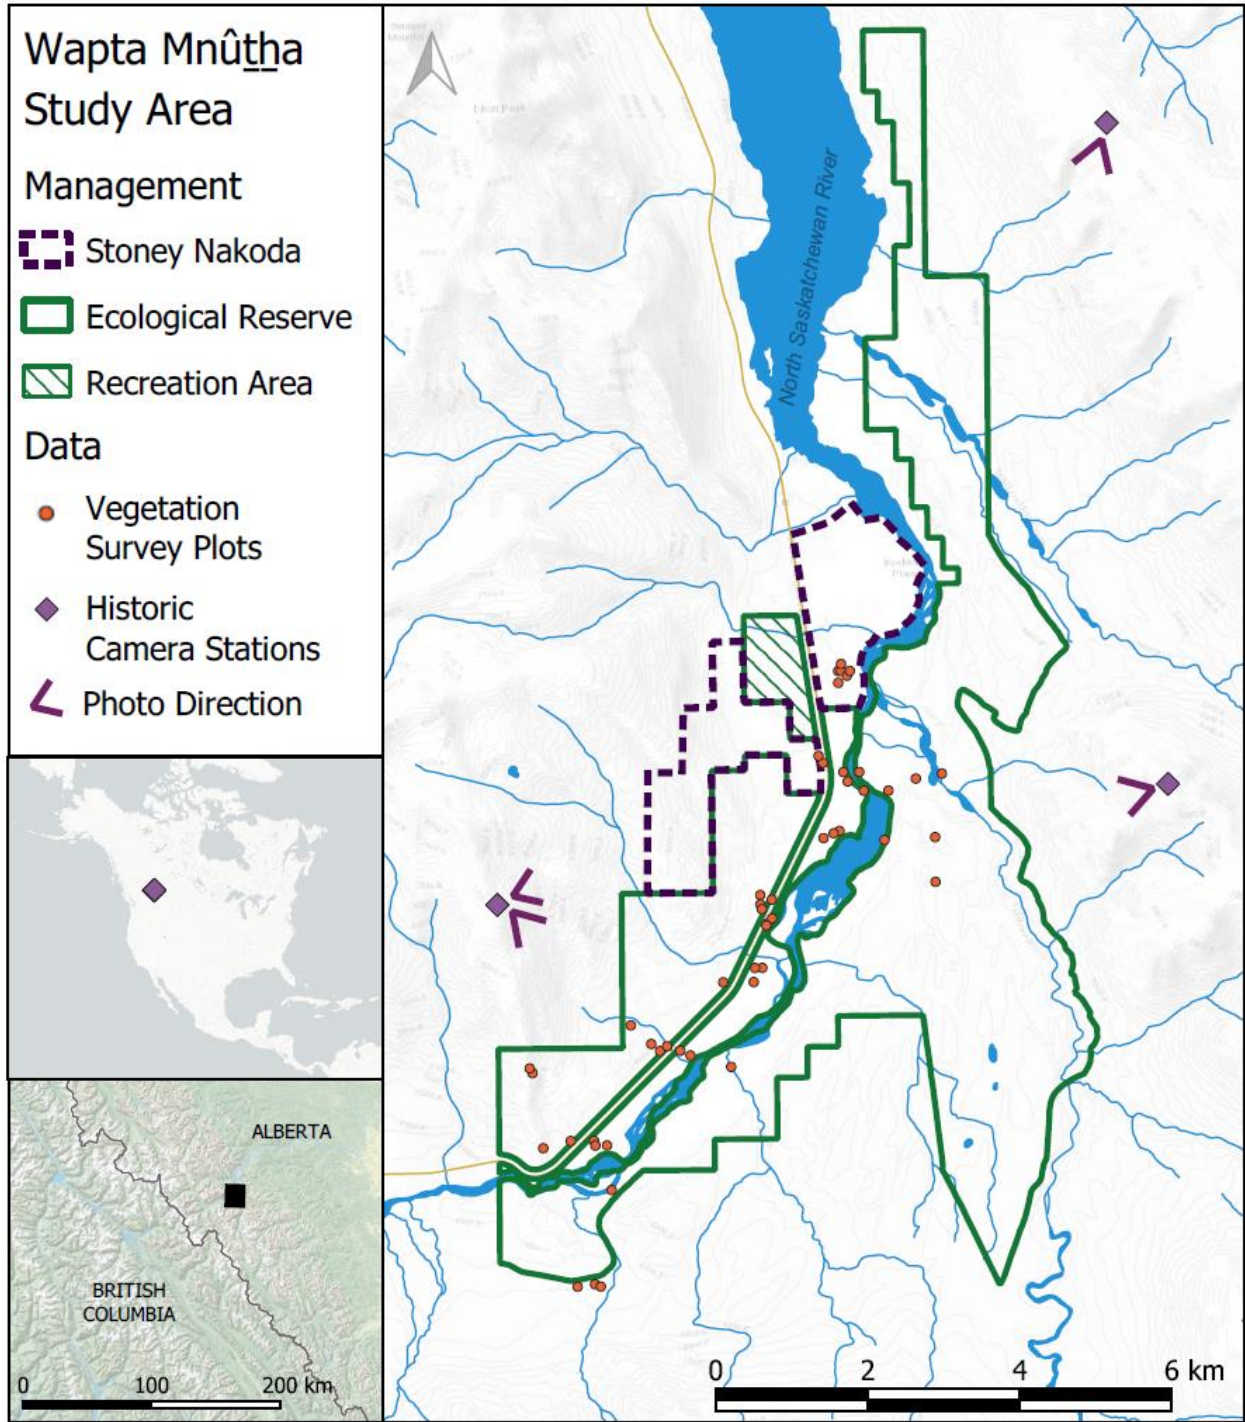 Wapta Mnût̲h̲a
Study Area
Management
Stoney Nakoda
Ecological Reserve
Recreation Area
Data
Vegetation
Survey Plots
Historic
Camera Stations
Photo Direction
North Saskatchewan River
ALBERTA
BRITISH
COLUMBIA
0 100 200 km
0 2 4 6 km